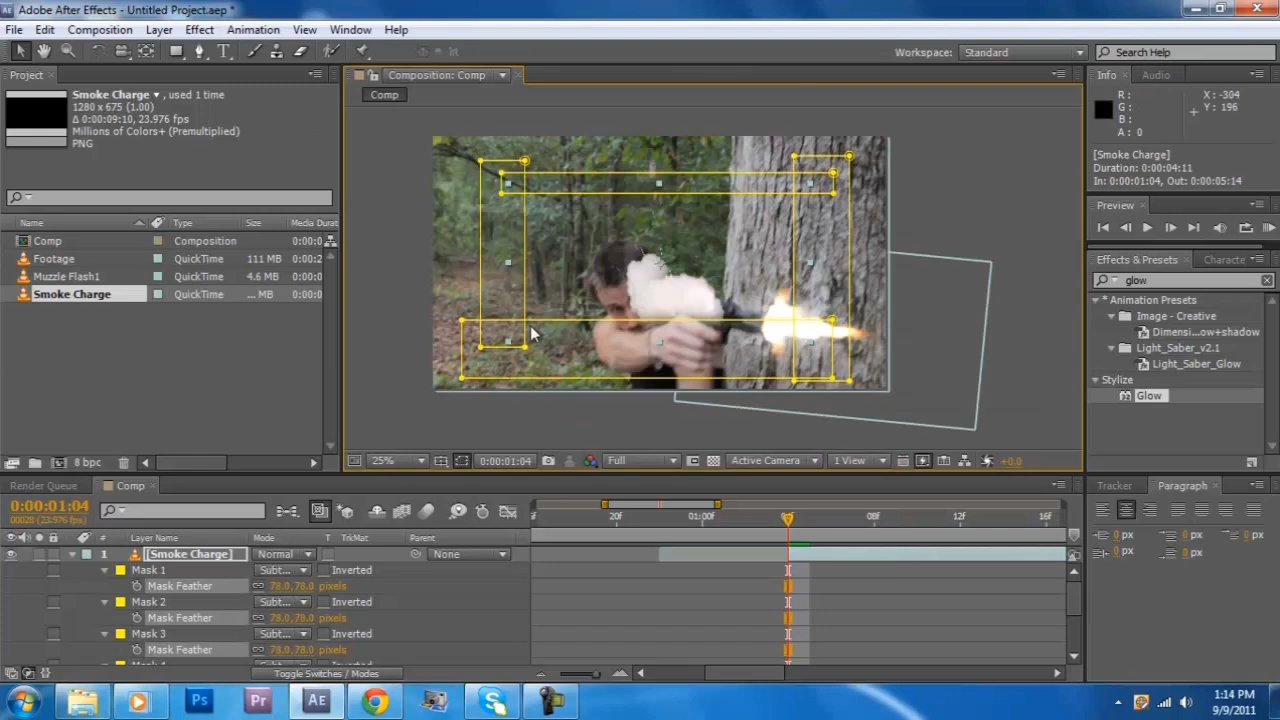 Adobe After Effects - Untitled Project.aep *
File Edit Composition Layer Effect Animation View Window Help
Workspace: Standard Search Help
Project
Composition: Comp
Info Audio
Smoke Charge ▾, used 1 time
1280 x 675 (1.00)
Δ 0:00:09:10, 23.976 fps
Millions of Colors+ (Premultiplied)
PNG
Comp
R :
G :
B :
A : 0
X : -304
Y : 196
[Smoke Charge]
Duration: 0:00:04:11
In: 0:00:01:04, Out: 0:00:05:14
Preview
Effects & Presets Characte
glow
* Animation Presets
Image - Creative
Dimensi...ow+shadow
Light_Saber_v2.1
Light_Saber_Glow
Stylize
Glow
Name Type Size Media Durat
Comp Composition 0:00:0
Footage QuickTime 111 MB 0:00:2
Muzzle Flash1 QuickTime 4.6 MB 0:00:0
Smoke Charge QuickTime ... MB 0:00:0
8 bpc
25% 0:00:01:04 Full Active Camera 1 View +0.0
Render Queue Comp
Tracker Paragraph
0:00:01:04
00028 (23.976 fps)
20f 01:00f 08f 12f 16f
# Layer Name Mode T TrkMat Parent
1 [Smoke Charge] Normal None
Mask 1 Subt... Inverted
Mask Feather 78.0,78.0 pixels
Mask 2 Subt... Inverted
Mask Feather 78.0,78.0 pixels
Mask 3 Subt... Inverted
Mask Feather 78.0,78.0 pixels
0 px 0 px 0 px
0 px 0 px
Toggle Switches / Modes
Ps Pr AE
1:14 PM
9/9/2011